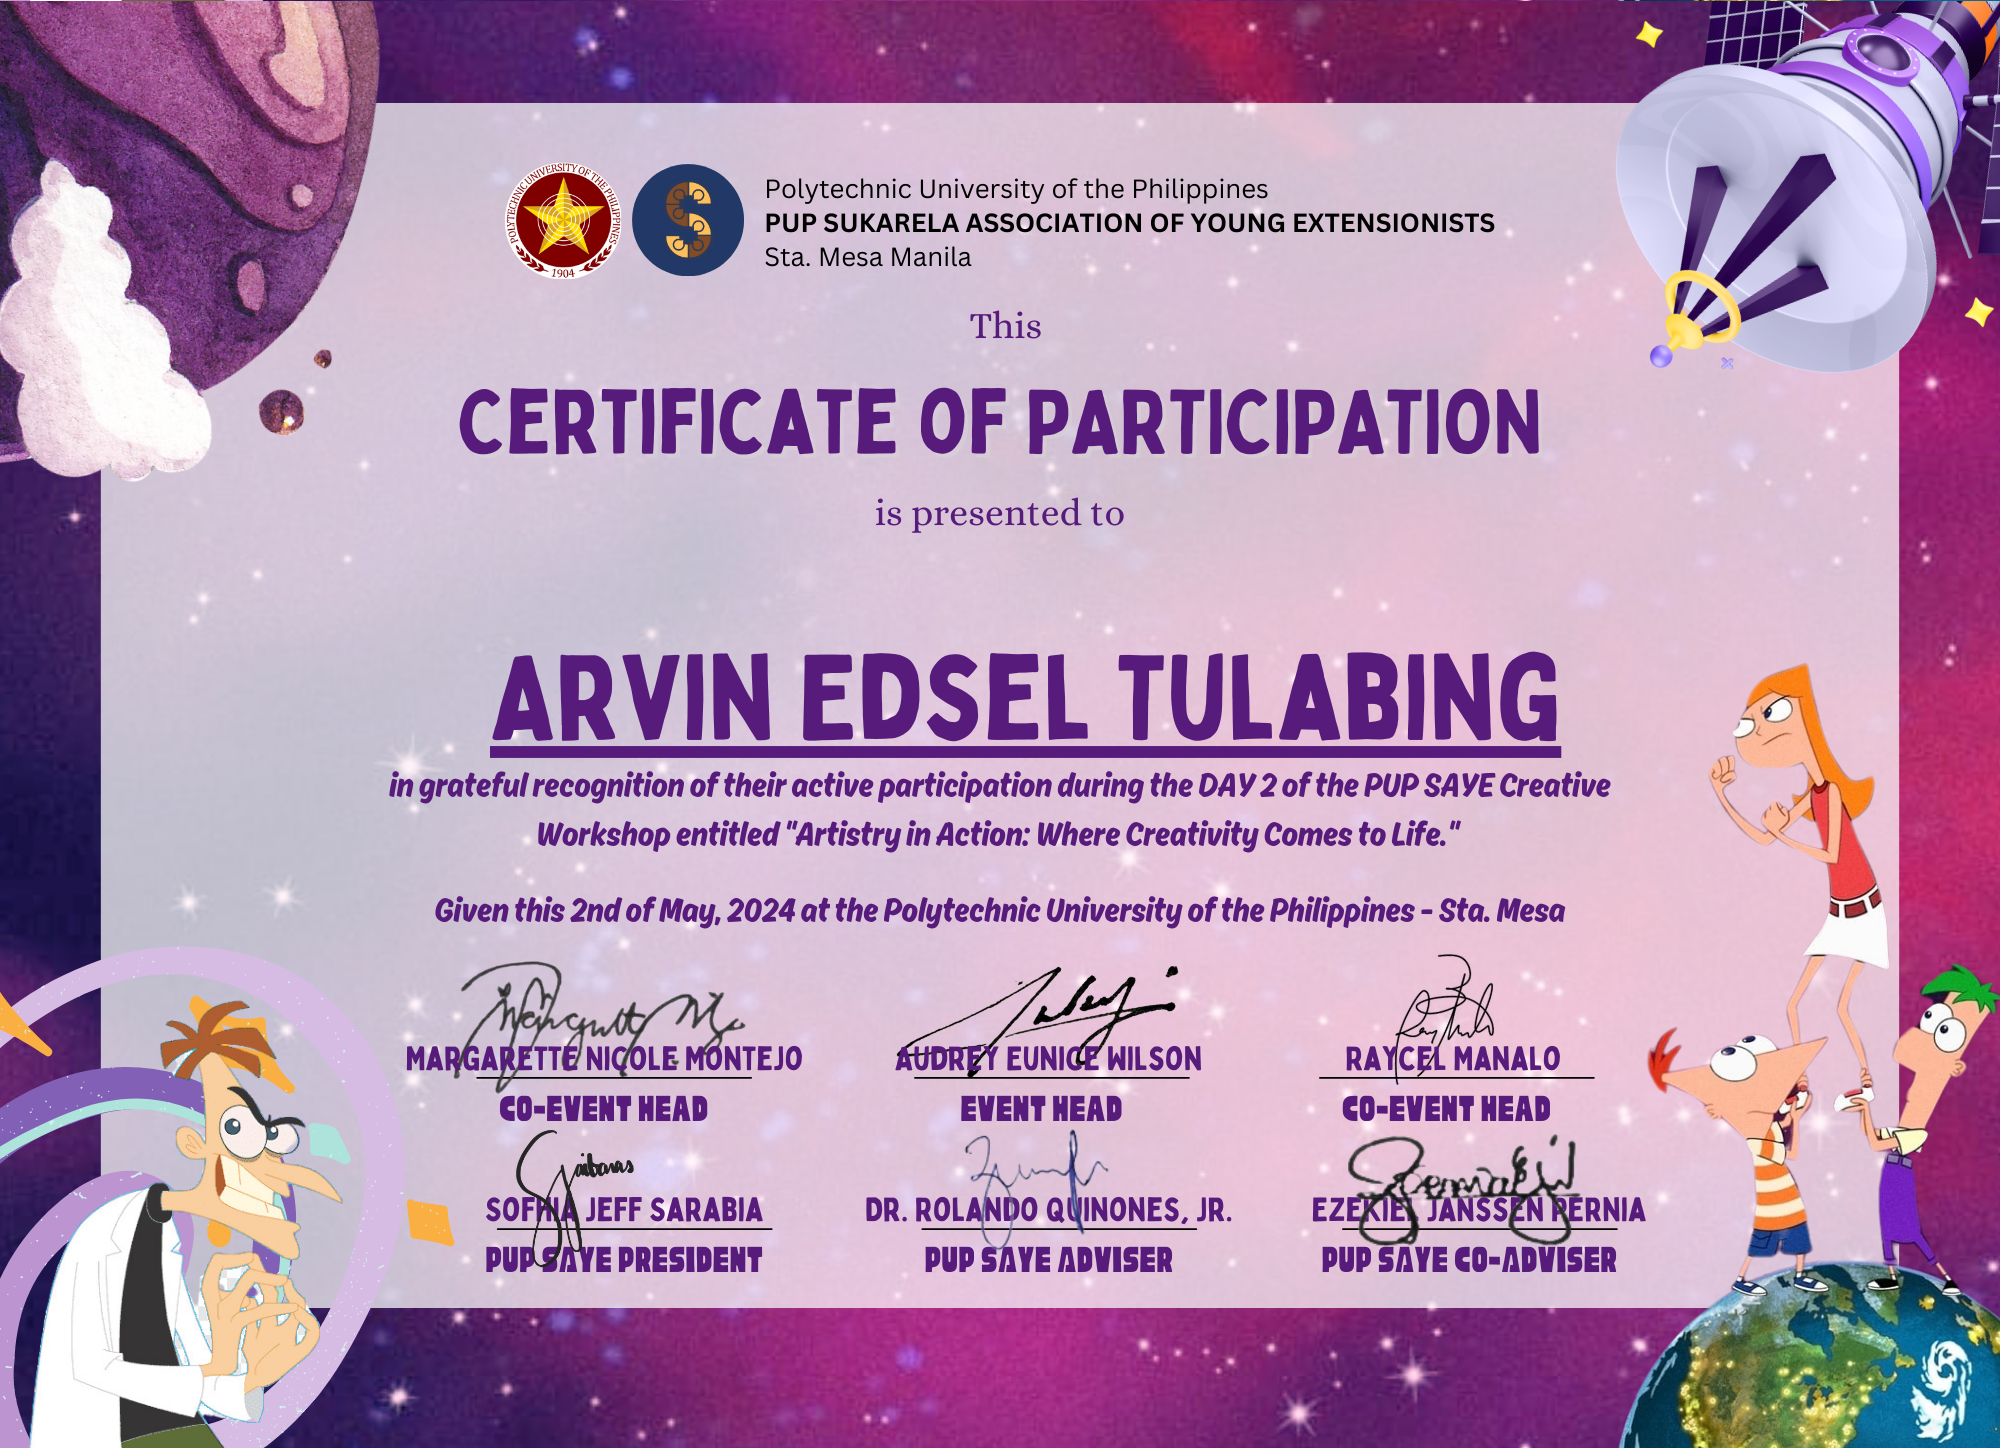 POLYTECHNIC UNIVERSITY OF THE PHILIPPINES
1904
Polytechnic University of the Philippines
PUP SUKARELA ASSOCIATION OF YOUNG EXTENSIONISTS
Sta. Mesa Manila
This
CERTIFICATE OF PARTICIPATION
is presented to
ARVIN EDSEL TULABING
in grateful recognition of their active participation during the DAY 2 of the PUP SAYE Creative
Workshop entitled "Artistry in Action: Where Creativity Comes to Life."
Given this 2nd of May, 2024 at the Polytechnic University of the Philippines - Sta. Mesa
MARGARETTE NICOLE MONTEJO
CO-EVENT HEAD
AUDREY EUNICE WILSON
EVENT HEAD
RAYCEL MANALO
CO-EVENT HEAD
SOFHIA JEFF SARABIA
PUP SAYE PRESIDENT
DR. ROLANDO QUINONES, JR.
PUP SAYE ADVISER
EZEKIEL JANSSEN PERNIA
PUP SAYE CO-ADVISER